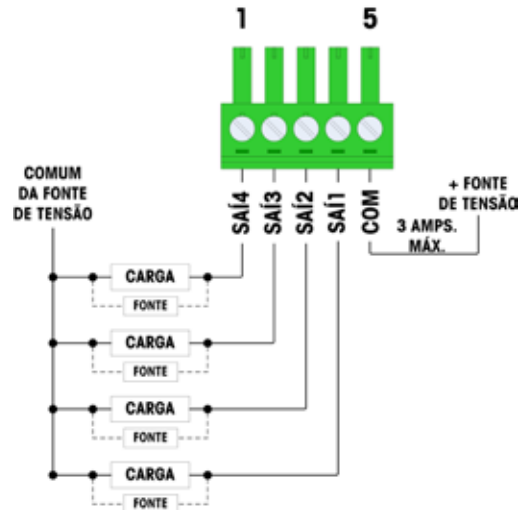 1 5
COMUM
DA FONTE
DE TENSÃO
SAÍ4
SAÍ3
SAÍ2
SAÍ1
COM
+ FONTE
DE TENSÃO
3 AMPS.
MÁX.
CARGA
FONTE
CARGA
FONTE
CARGA
FONTE
CARGA
FONTE